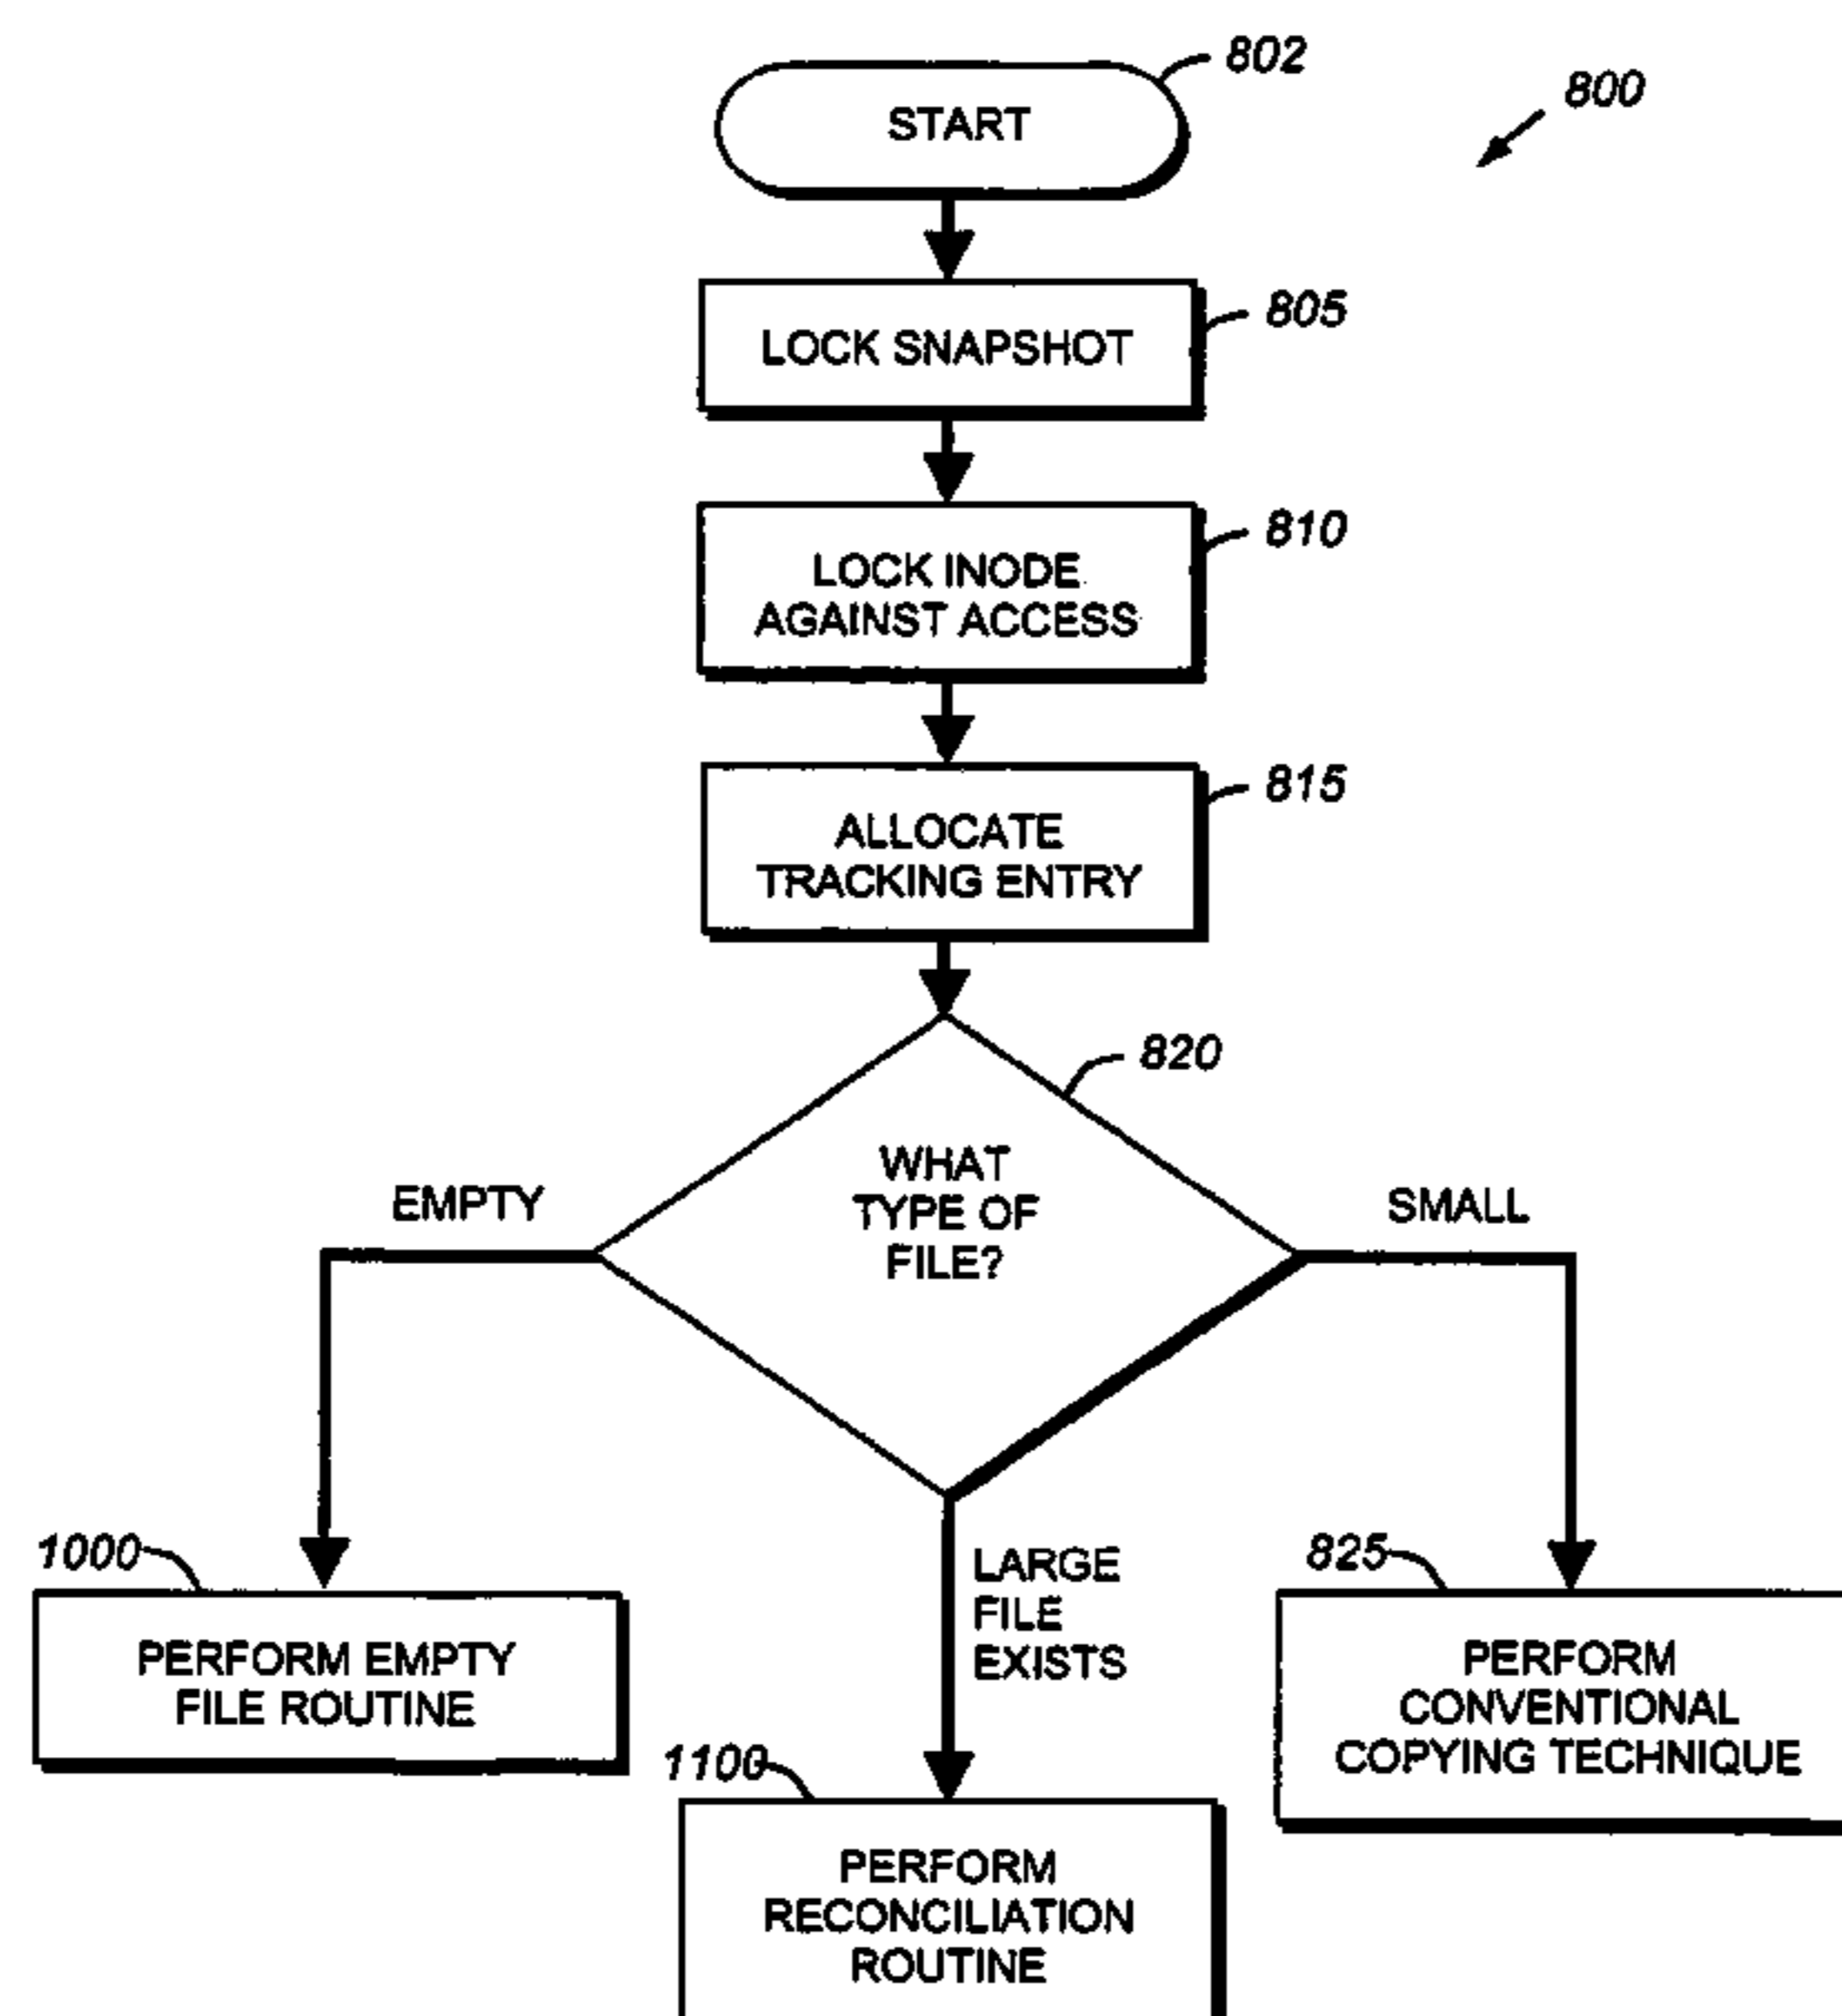 802
800
START
805
LOCK SNAPSHOT
810
LOCK INODE
AGAINST ACCESS
815
ALLOCATE
TRACKING ENTRY
820
WHAT
TYPE OF
FILE?
EMPTY
SMALL
LARGE
FILE
EXISTS
1000
PERFORM EMPTY
FILE ROUTINE
825
PERFORM
CONVENTIONAL
COPYING TECHNIQUE
1100
PERFORM
RECONCILIATION
ROUTINE